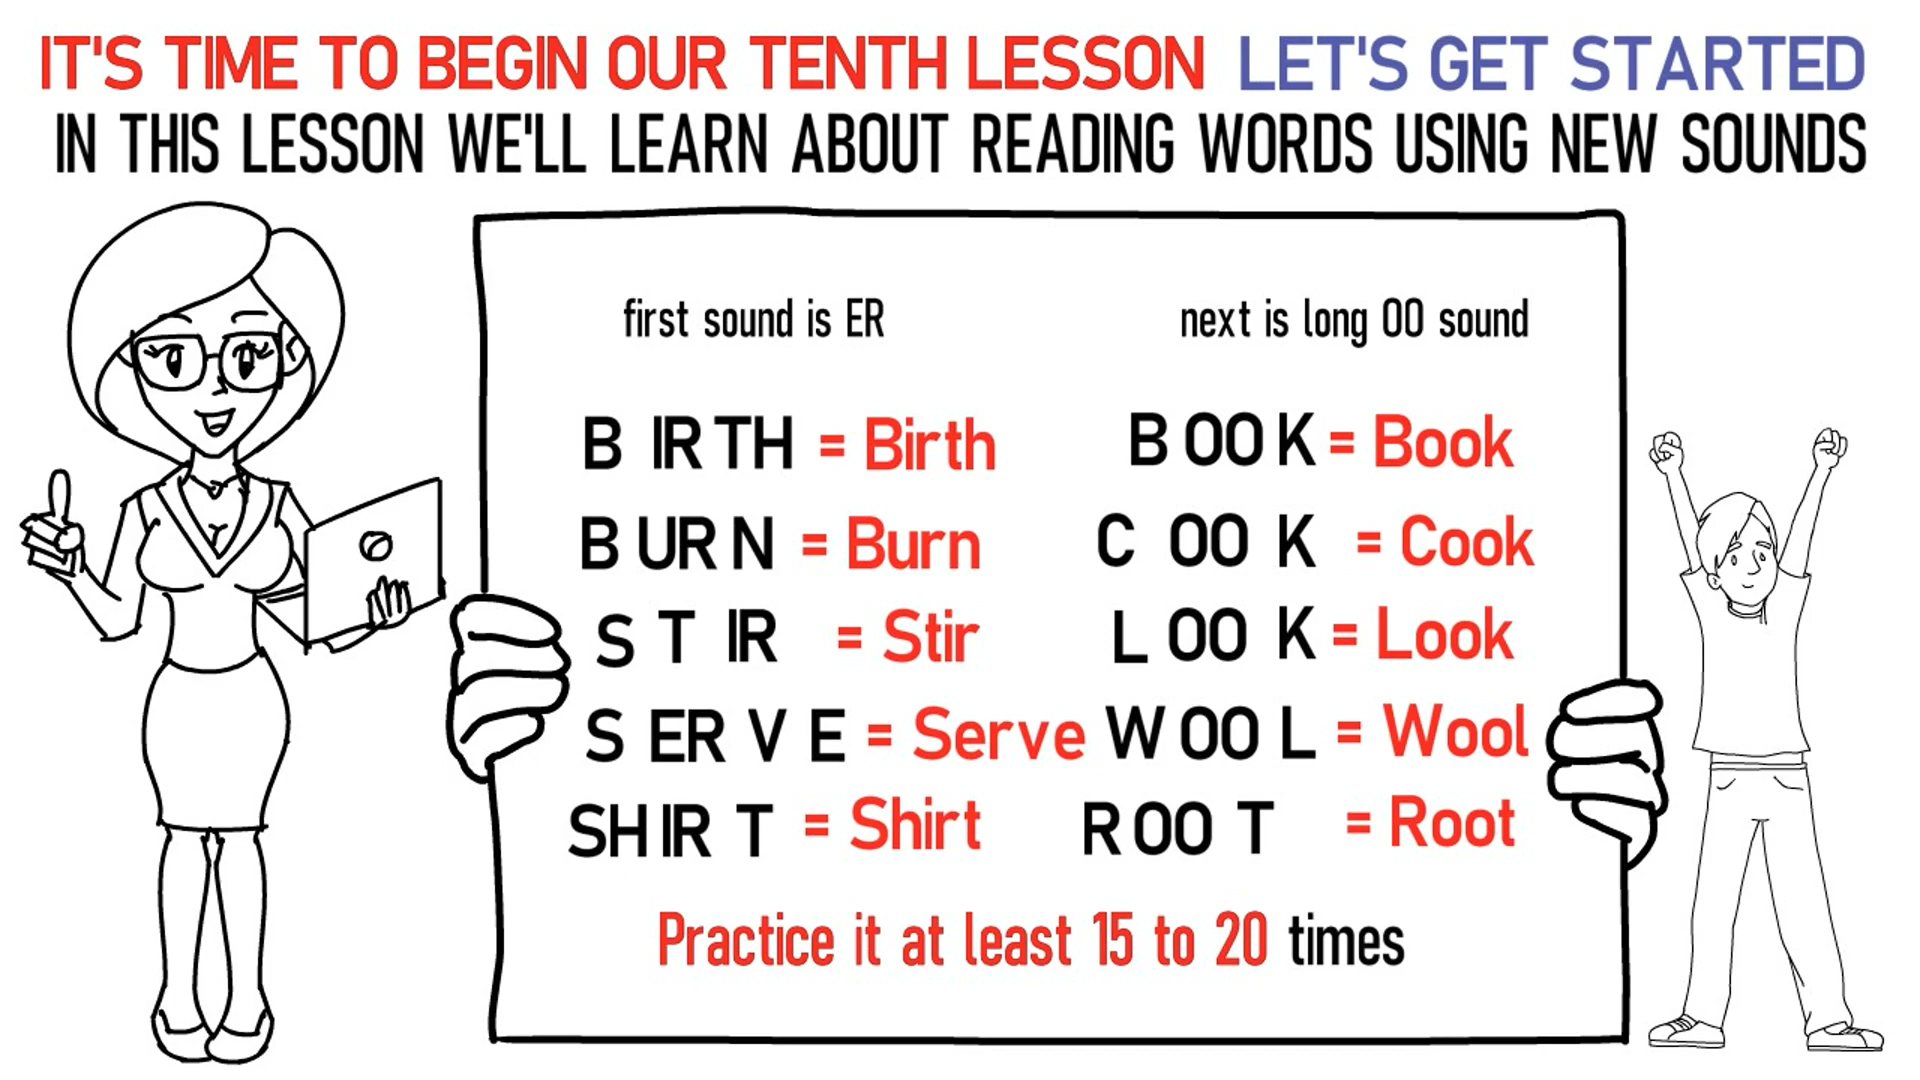 IT'S TIME TO BEGIN OUR TENTH LESSON LET'S GET STARTED
IN THIS LESSON WE'LL LEARN ABOUT READING WORDS USING NEW SOUNDS
first sound is ER
B IR TH = Birth
B UR N = Burn
S T IR = Stir
S ER V E = Serve
SH IR T = Shirt
next is long OO sound
B OO K = Book
C OO K = Cook
L OO K = Look
W OO L = Wool
R OO T = Root
Practice it at least 15 to 20 times